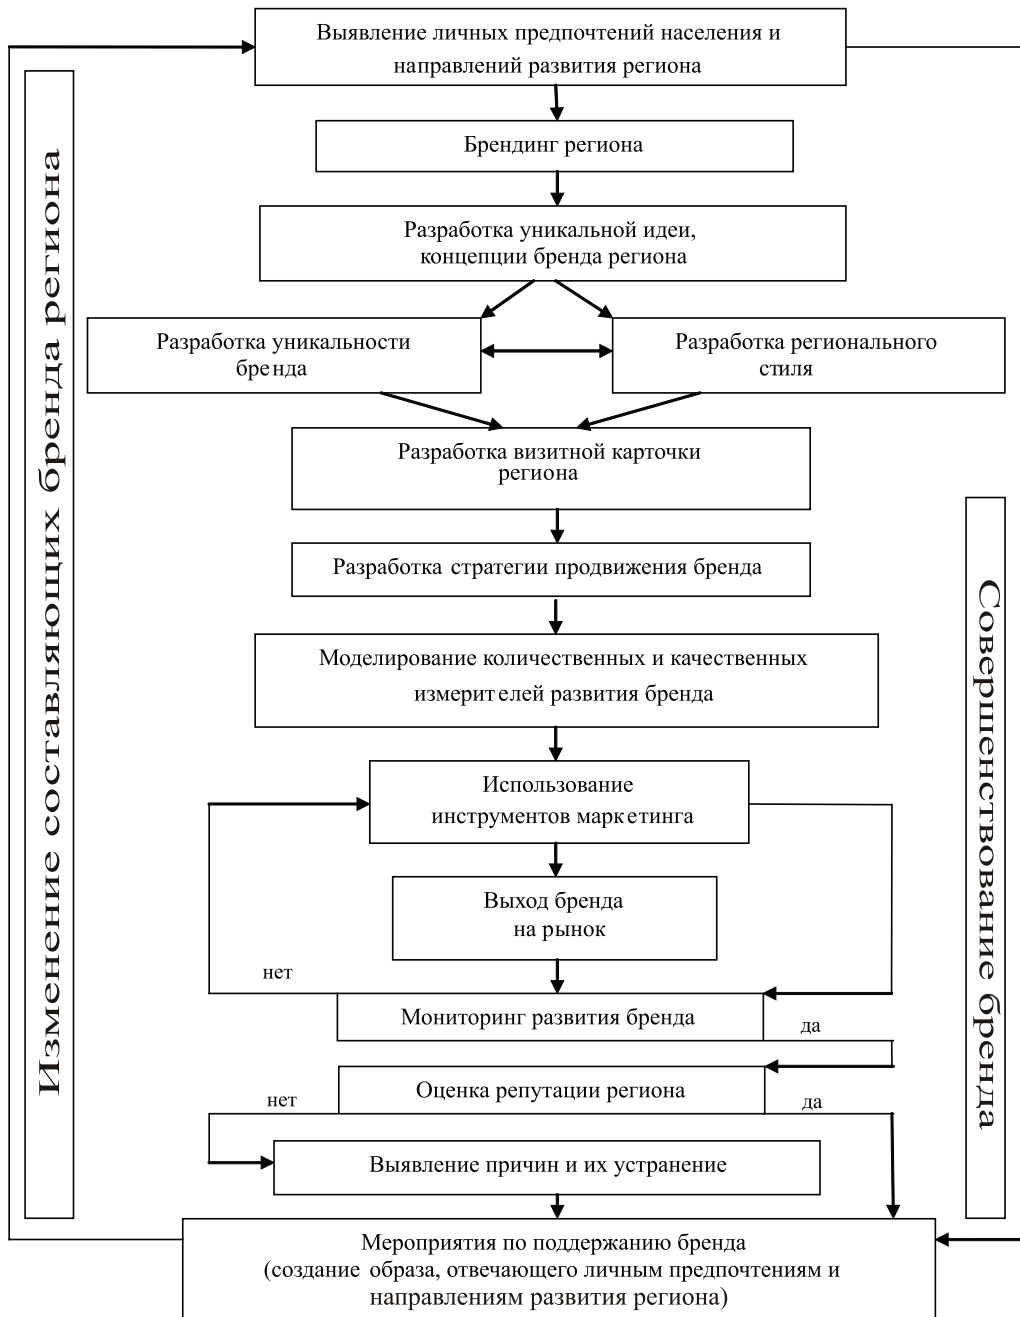 Выявление личных предпочтений населения и
направлений развития региона
Брендинг региона
Разработка уникальной идеи,
концепции бренда региона
Разработка уникальности
бренда
Разработка регионального
стиля
Разработка визитной карточки
региона
Разработка стратегии продвижения бренда
Моделирование количественных и качественных
измерителей развития бренда
Использование
инструментов маркетинга
Выход бренда
на рынок
нет
Мониторинг развития бренда
да
Оценка репутации региона
нет
да
Выявление причин и их устранение
Мероприятия по поддержанию бренда
(создание образа, отвечающего личным предпочтениям и
направлениям развития региона)
Изменение составляющих бренда региона
Совершенствование бренда